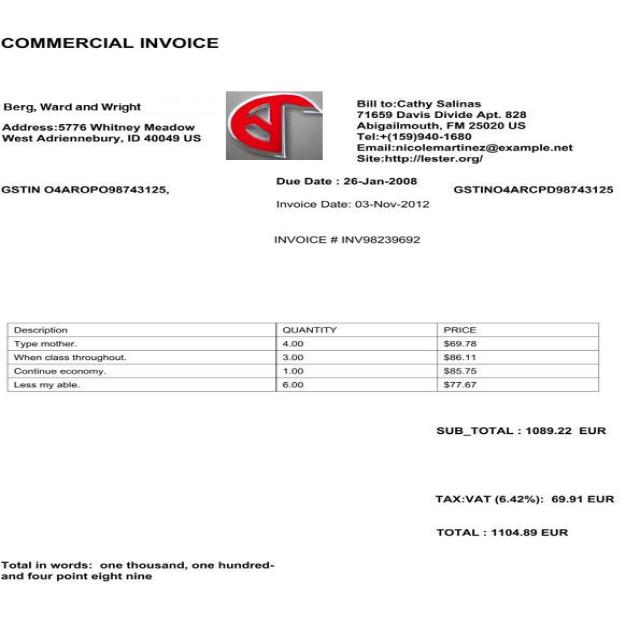 COMMERCIAL INVOICE
Berg, Ward and Wright
Address:5776 Whitney Meadow
West Adriennebury, ID 40049 US
Bill to:Cathy Salinas
71659 Davis Divide Apt. 828
Abigailmouth, FM 25020 US
Tel:+(159)940-1680
Email:nicolemartinez@example.net
Site:http://lester.org/
GSTIN O4AROPO98743125,
Due Date : 26-Jan-2008
GSTINO4ARCPD98743125
Invoice Date: 03-Nov-2012
INVOICE # INV98239692
Description QUANTITY PRICE
Type mother. 4.00 $69.78
When class throughout. 3.00 $86.11
Continue economy. 1.00 $85.75
Less my able. 6.00 $77.67
SUB_TOTAL : 1089.22 EUR
TAX:VAT (6.42%): 69.91 EUR
TOTAL : 1104.89 EUR
Total in words: one thousand, one hundred-
and four point eight nine